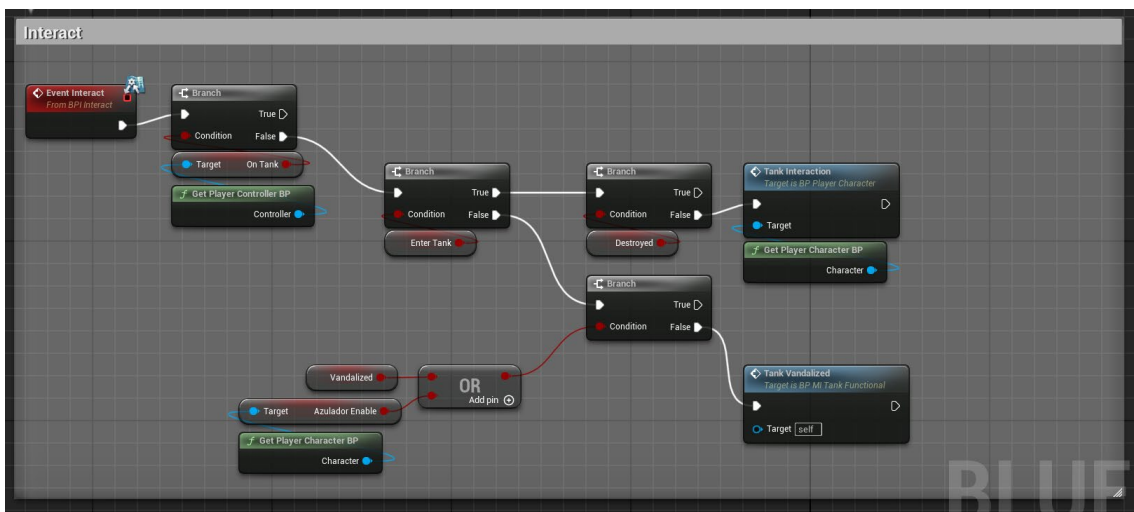 Interact
Event Interact
From BPI Interact
Branch
True
Condition False
Target On Tank
Get Player Controller BP
Controller
Branch
True
Condition False
Enter Tank
Branch
True
Condition False
Destroyed
Tank Interaction
Target is BP Player Character
Target
Get Player Character BP
Character
Branch
True
Condition False
Vandalized
OR
Add pin
Target Azulador Enable
Get Player Character BP
Character
Tank Vandalized
Target is BP MI Tank Functional
Target self
BLUE